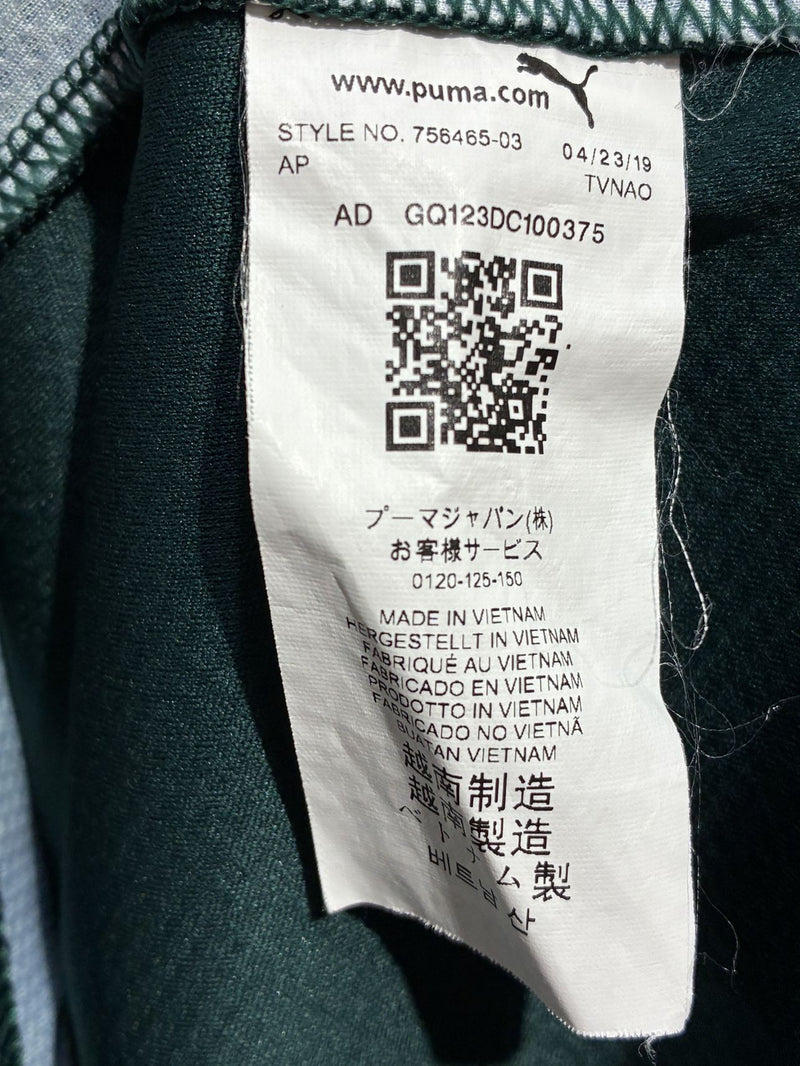 www.puma.com
STYLE NO. 756465-03 04/23/19
AP TVNAO
AD GQ123DC100375
プーマジャパン(株)
お客様サービス
0120-125-150
MADE IN VIETNAM
HERGESTELLT IN VIETNAM
FABRIQUÉ AU VIETNAM
FABRICADO EN VIETNAM
PRODOTTO IN VIETNAM
FABRICADO NO VIETNÃ
BUATAN VIETNAM
越南制造
越南製造
ベトナム製
베트남산